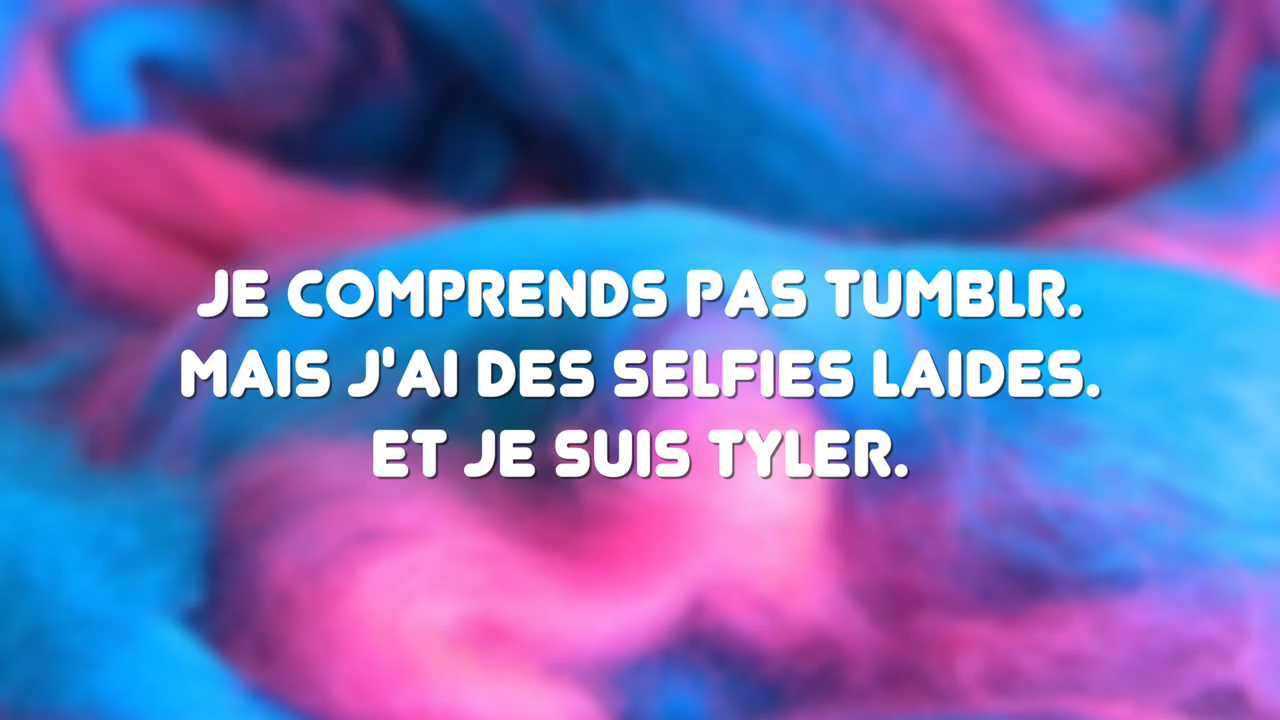 JE COMPRENDS PAS TUMBLR.
MAIS J'AI DES SELFIES LAIDES.
ET JE SUIS TYLER.